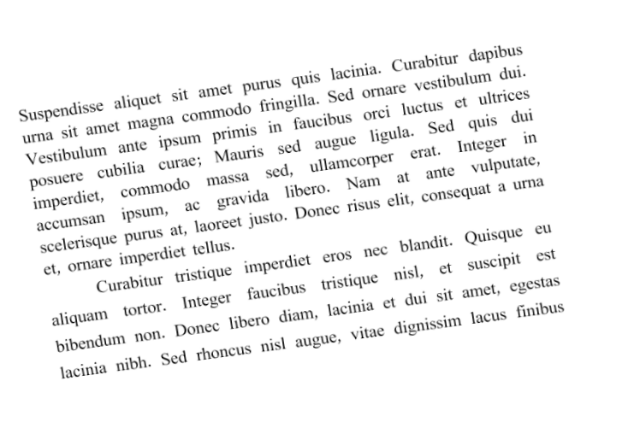 Suspendisse aliquet sit amet purus quis lacinia. Curabitur dapibus
urna sit amet magna commodo fringilla. Sed ornare vestibulum dui.
Vestibulum ante ipsum primis in faucibus orci luctus et ultrices
posuere cubilia curae; Mauris sed augue ligula. Sed quis dui
imperdiet, commodo massa sed, ullamcorper erat. Integer in
accumsan ipsum, ac gravida libero. Nam at ante vulputate,
scelerisque purus at, laoreet justo. Donec risus elit, consequat a urna
et, ornare imperdiet tellus.
Curabitur tristique imperdiet eros nec blandit. Quisque eu
aliquam tortor. Integer faucibus tristique nisl, et suscipit est
bibendum non. Donec libero diam, lacinia et dui sit amet, egestas
lacinia nibh. Sed rhoncus nisl augue, vitae dignissim lacus finibus